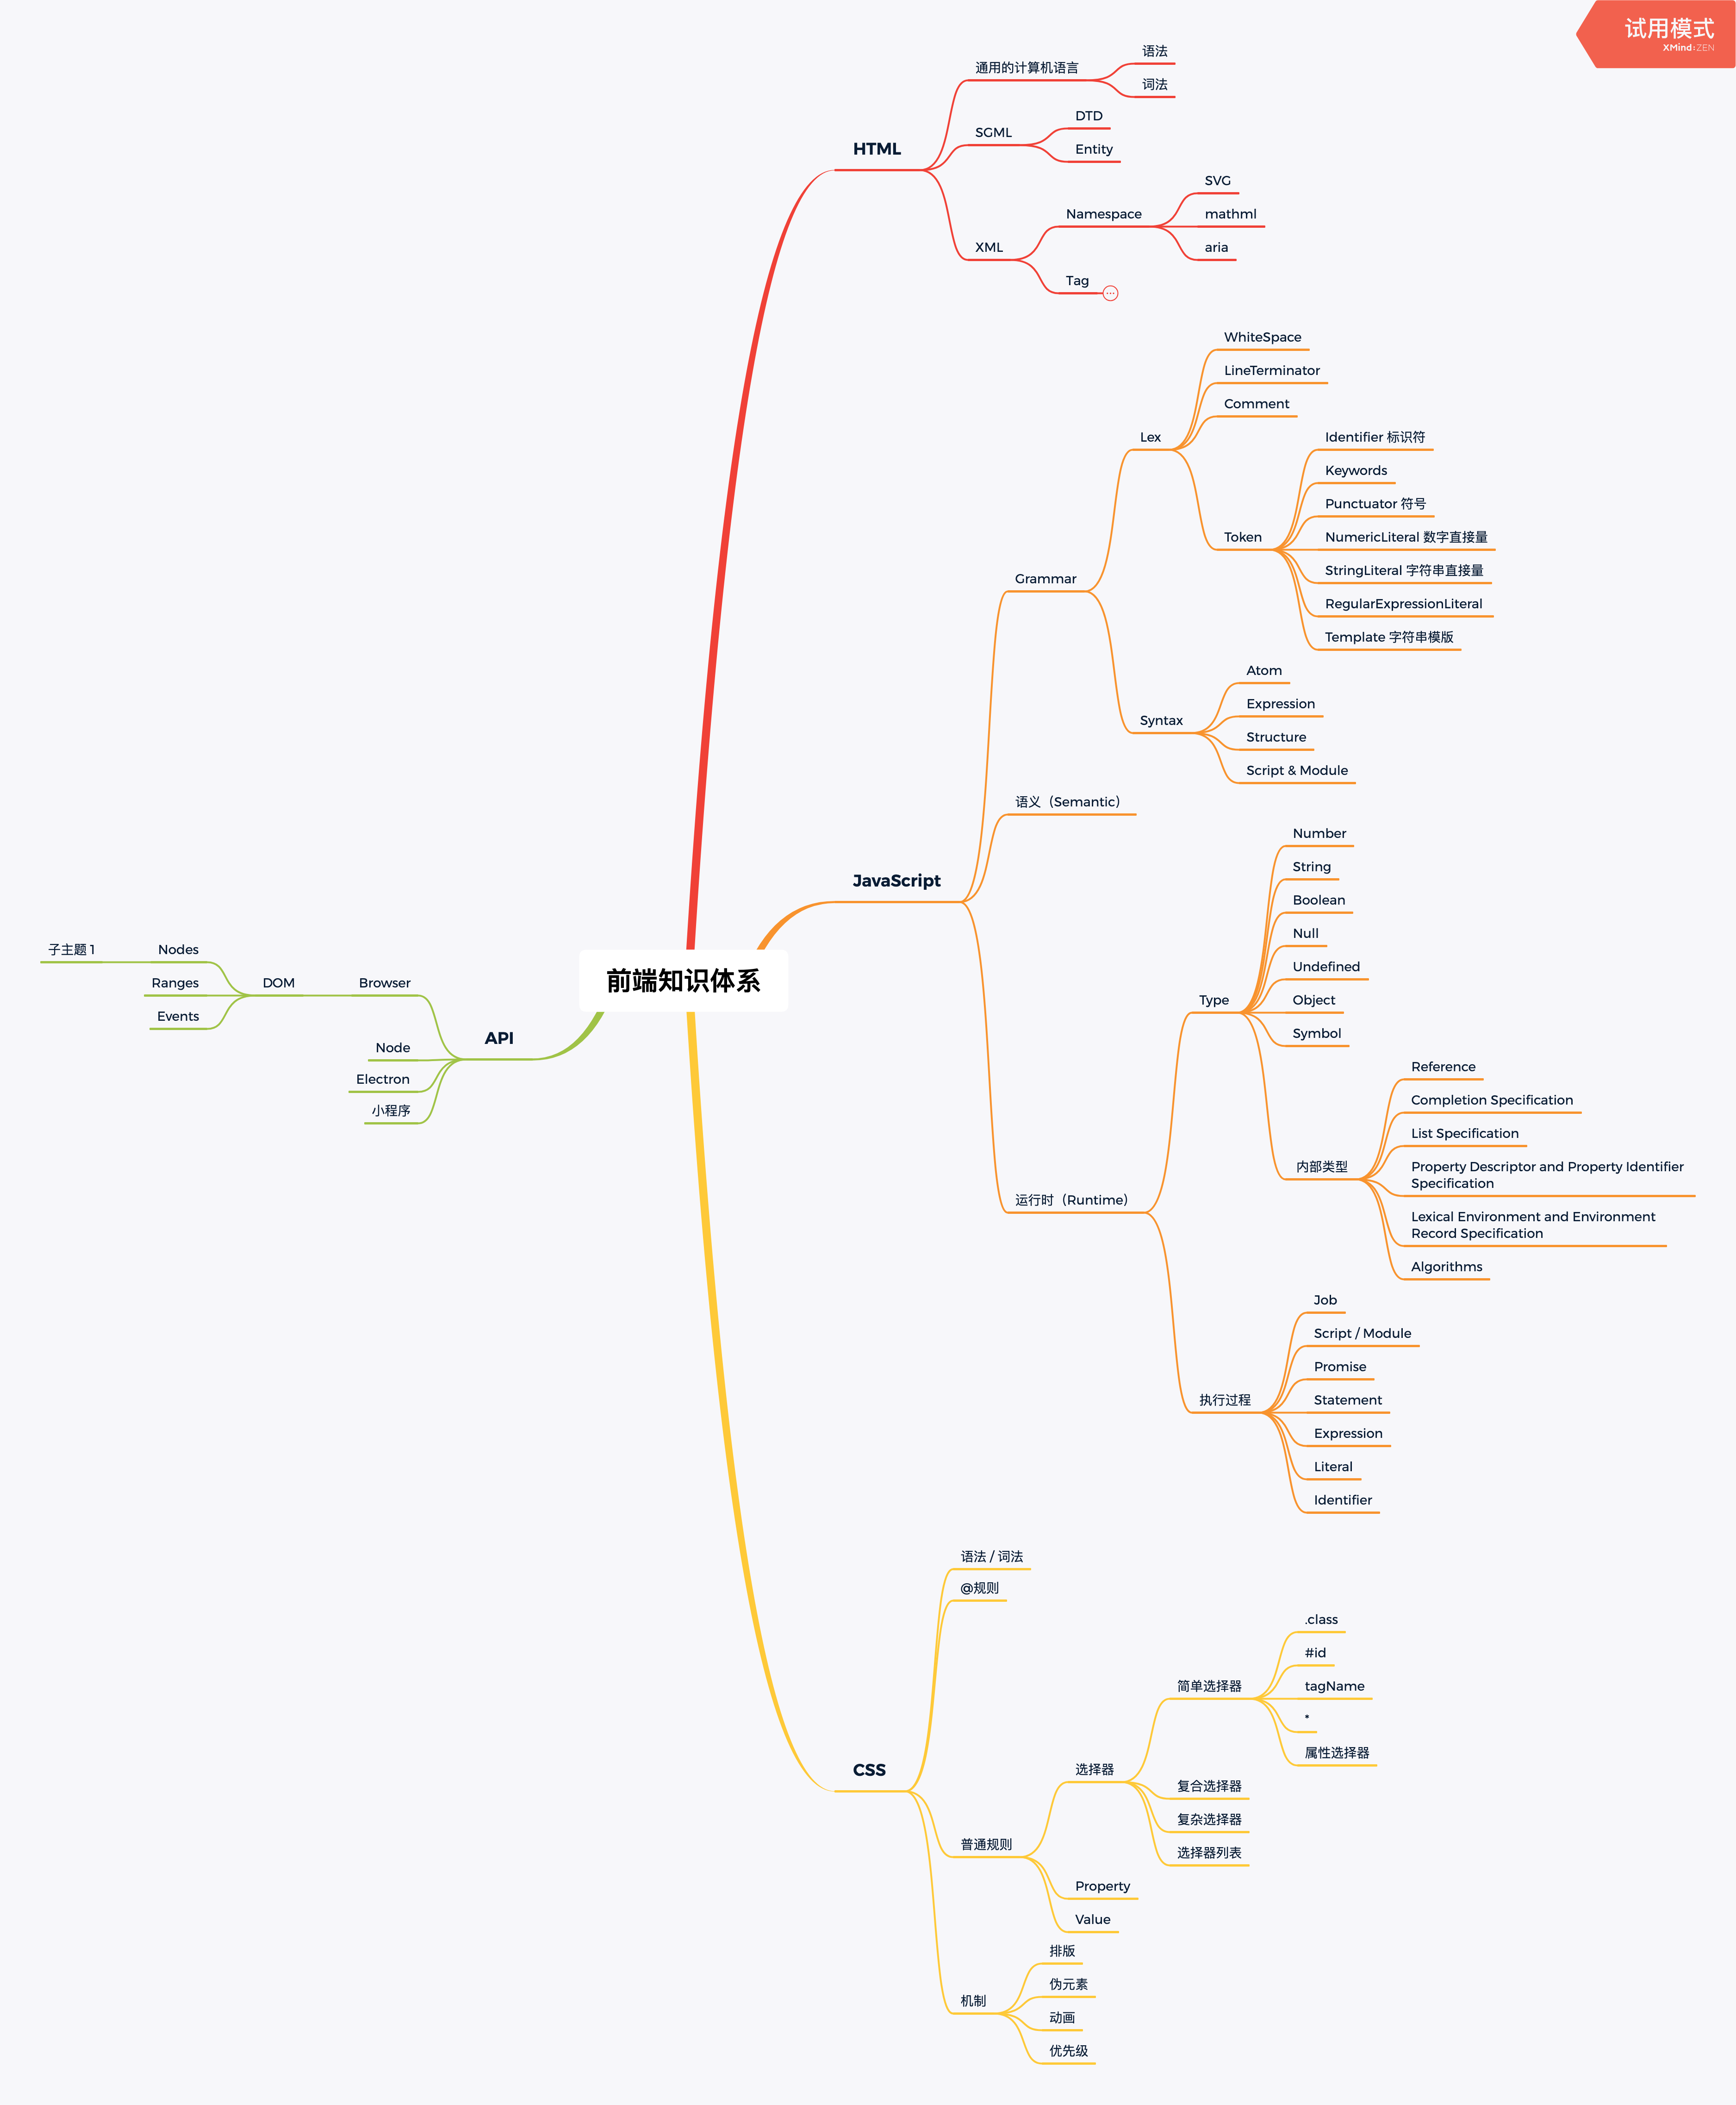 试用模式
XMind:ZEN
前端知识体系
HTML
通用的计算机语言
语法
词法
SGML
DTD
Entity
XML
Namespace
SVG
mathml
aria
Tag
JavaScript
Grammar
Lex
WhiteSpace
LineTerminator
Comment
Token
Identifier 标识符
Keywords
Punctuator 符号
NumericLiteral 数字直接量
StringLiteral 字符串直接量
RegularExpressionLiteral
Template 字符串模版
Syntax
Atom
Expression
Structure
Script & Module
语义（Semantic）
运行时（Runtime）
Type
Number
String
Boolean
Null
Undefined
Object
Symbol
内部类型
Reference
Completion Specification
List Specification
Property Descriptor and Property Identifier
Specification
Lexical Environment and Environment
Record Specification
Algorithms
执行过程
Job
Script / Module
Promise
Statement
Expression
Literal
Identifier
CSS
语法 / 词法
@规则
普通规则
选择器
简单选择器
.class
#id
tagName
*
属性选择器
复合选择器
复杂选择器
选择器列表
Property
Value
机制
排版
伪元素
动画
优先级
API
Browser
DOM
Nodes
子主题 1
Ranges
Events
Node
Electron
小程序